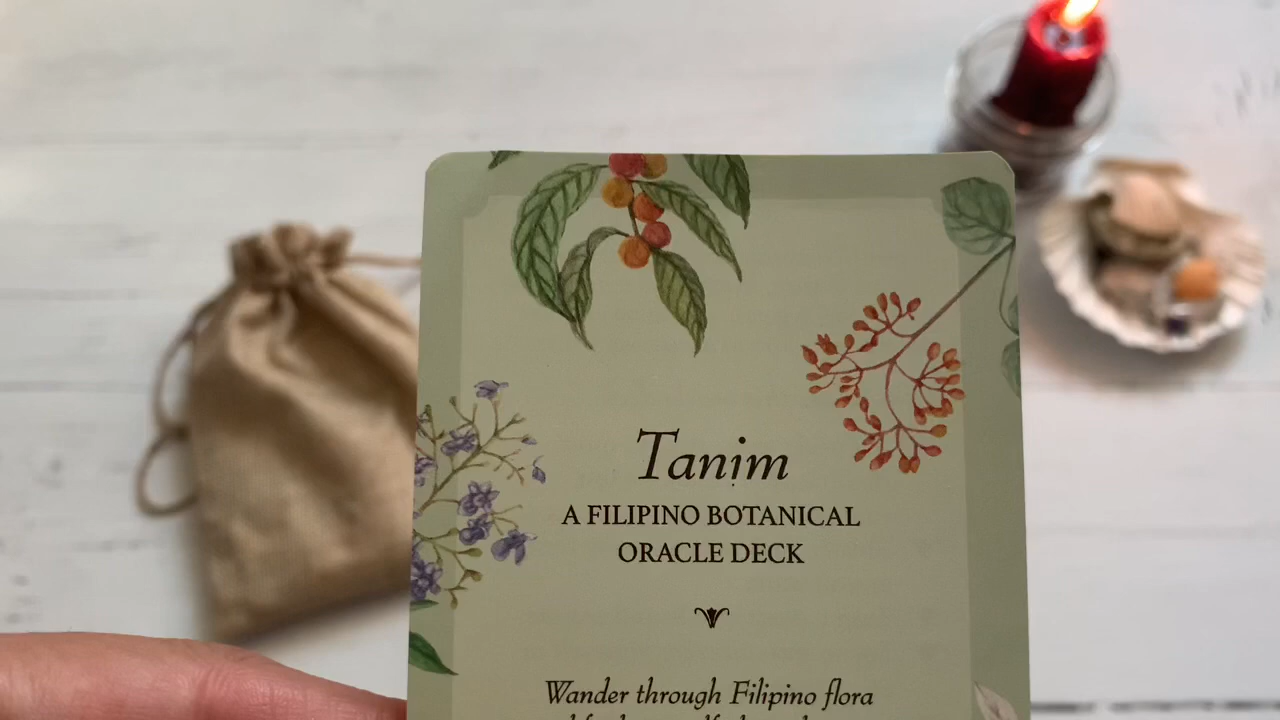 Tanim
A FILIPINO BOTANICAL
ORACLE DECK
Wander through Filipino flora